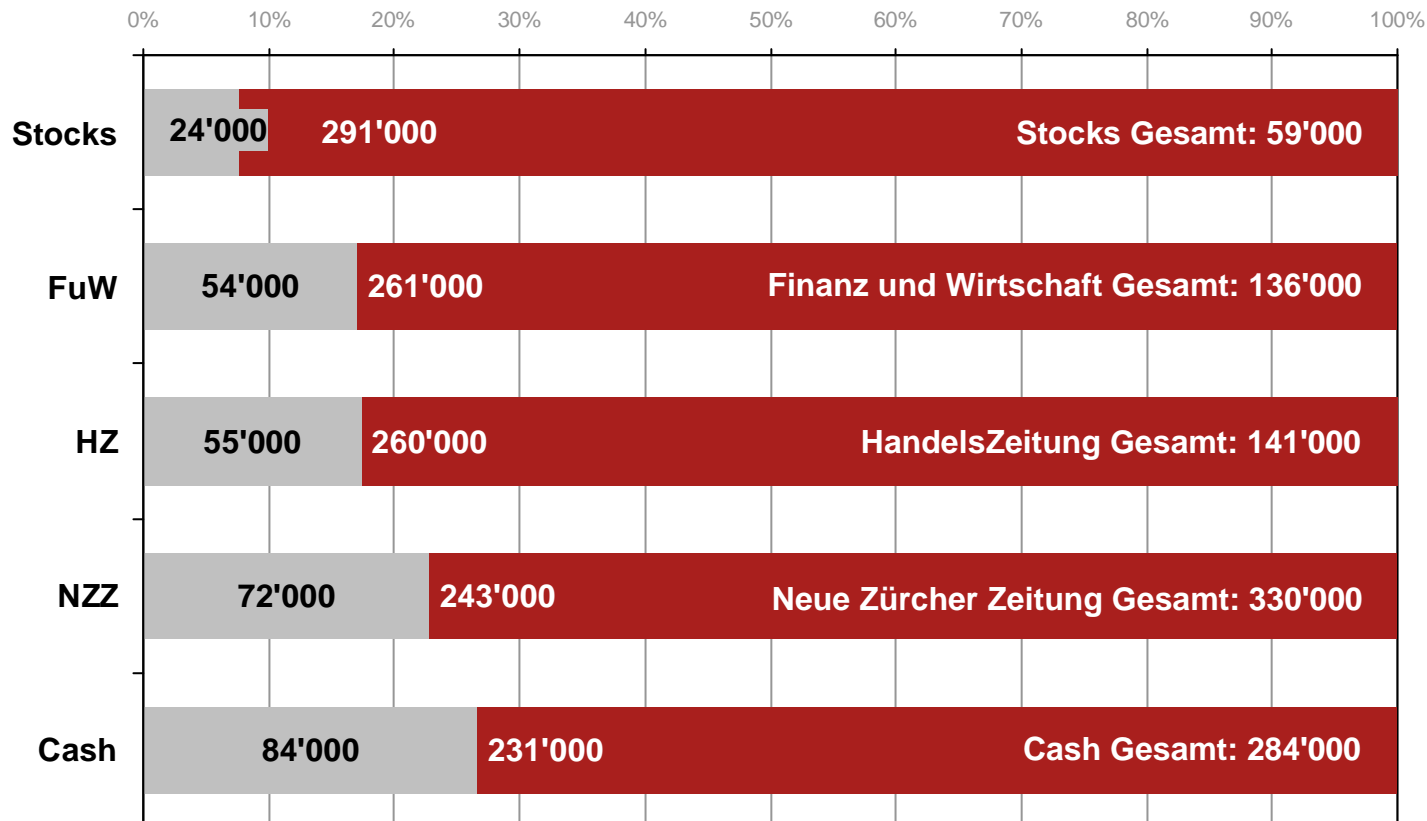 0% 10% 20% 30% 40% 50% 60% 70% 80% 90% 100%
Stocks 24'000 291'000 Stocks Gesamt: 59'000
FuW 54'000 261'000 Finanz und Wirtschaft Gesamt: 136'000
HZ 55'000 260'000 HandelsZeitung Gesamt: 141'000
NZZ 72'000 243'000 Neue Zürcher Zeitung Gesamt: 330'000
Cash 84'000 231'000 Cash Gesamt: 284'000